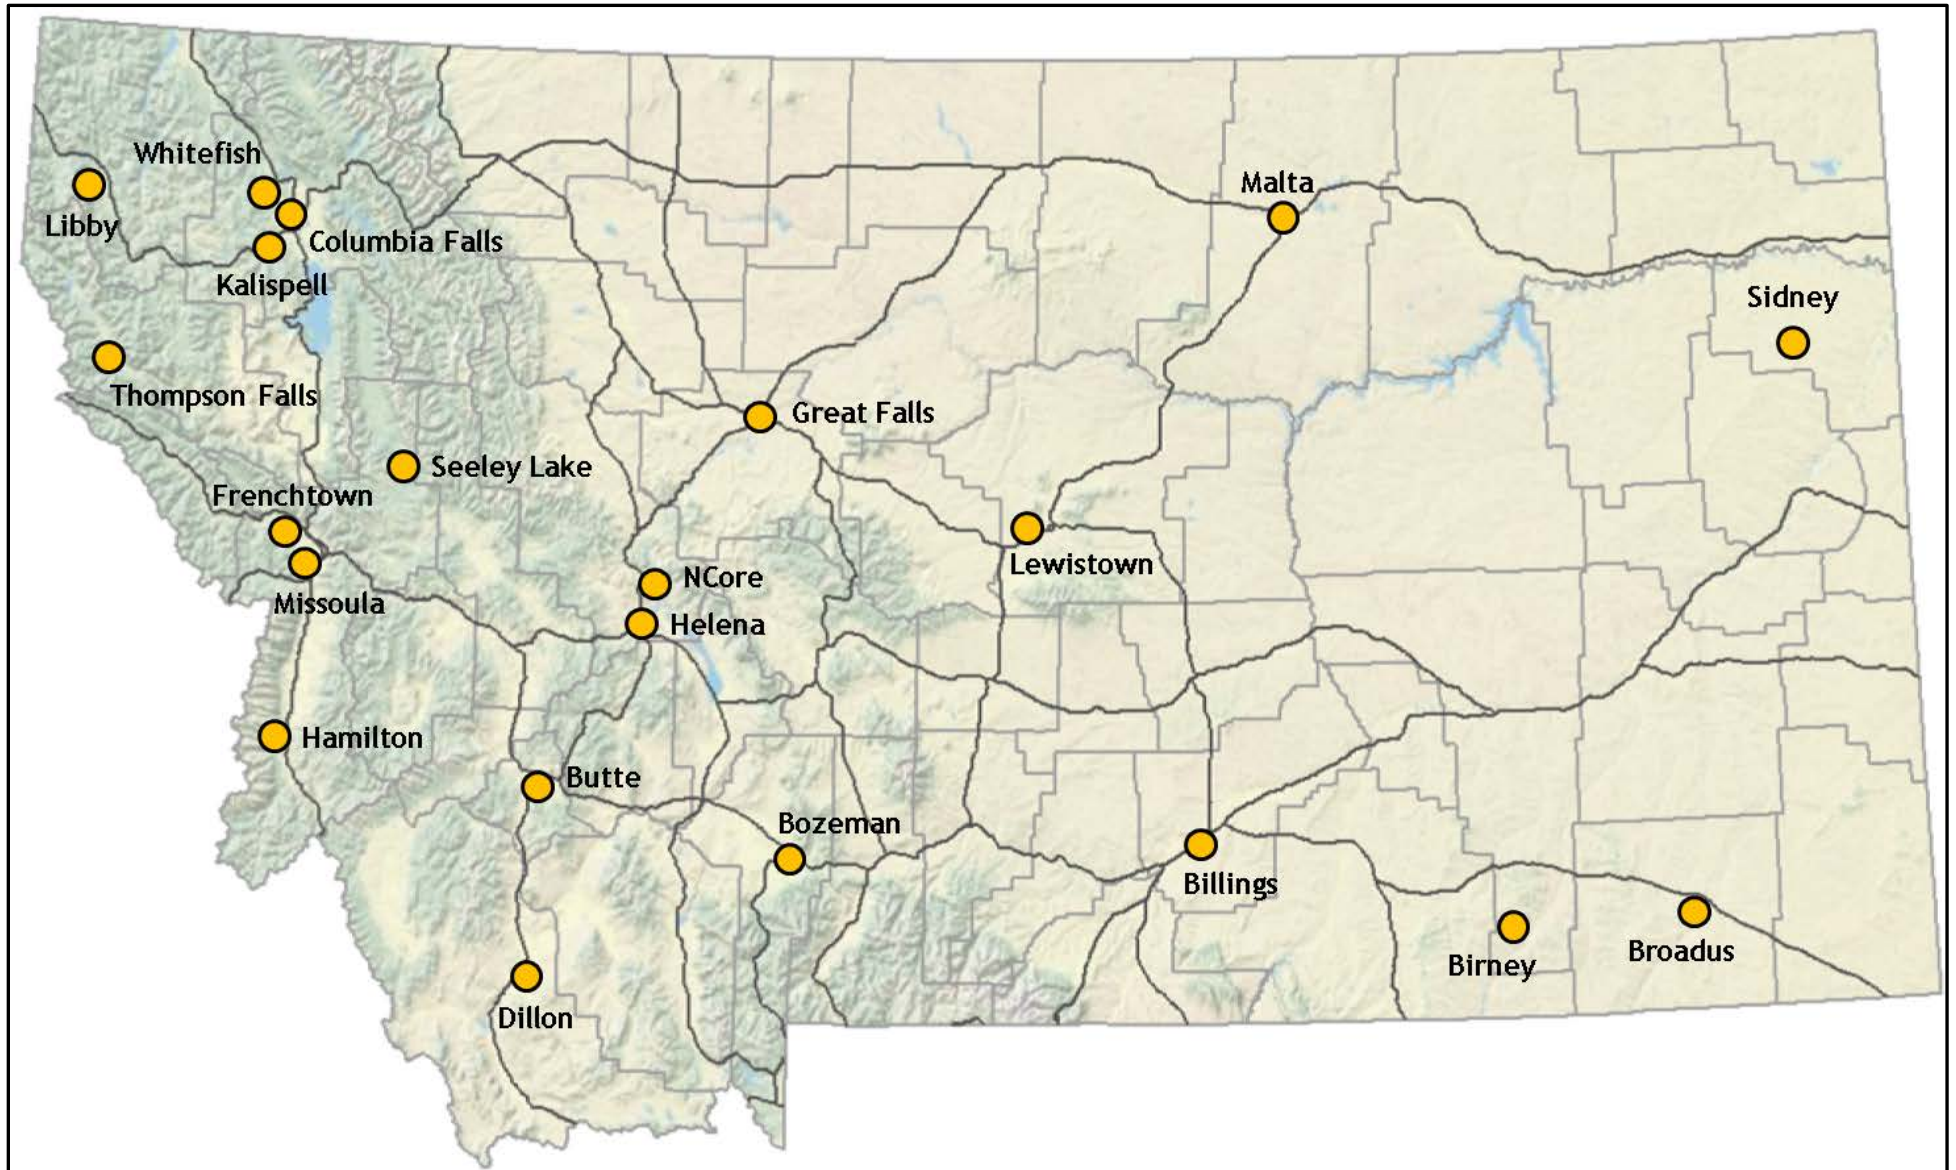 Whitefish
Malta
Libby
Columbia Falls
Kalispell
Sidney
Thompson Falls
Great Falls
Seeley Lake
Frenchtown
Lewistown
NCore
Missoula
Helena
Hamilton
Butte
Bozeman
Billings
Broadus
Birney
Dillon